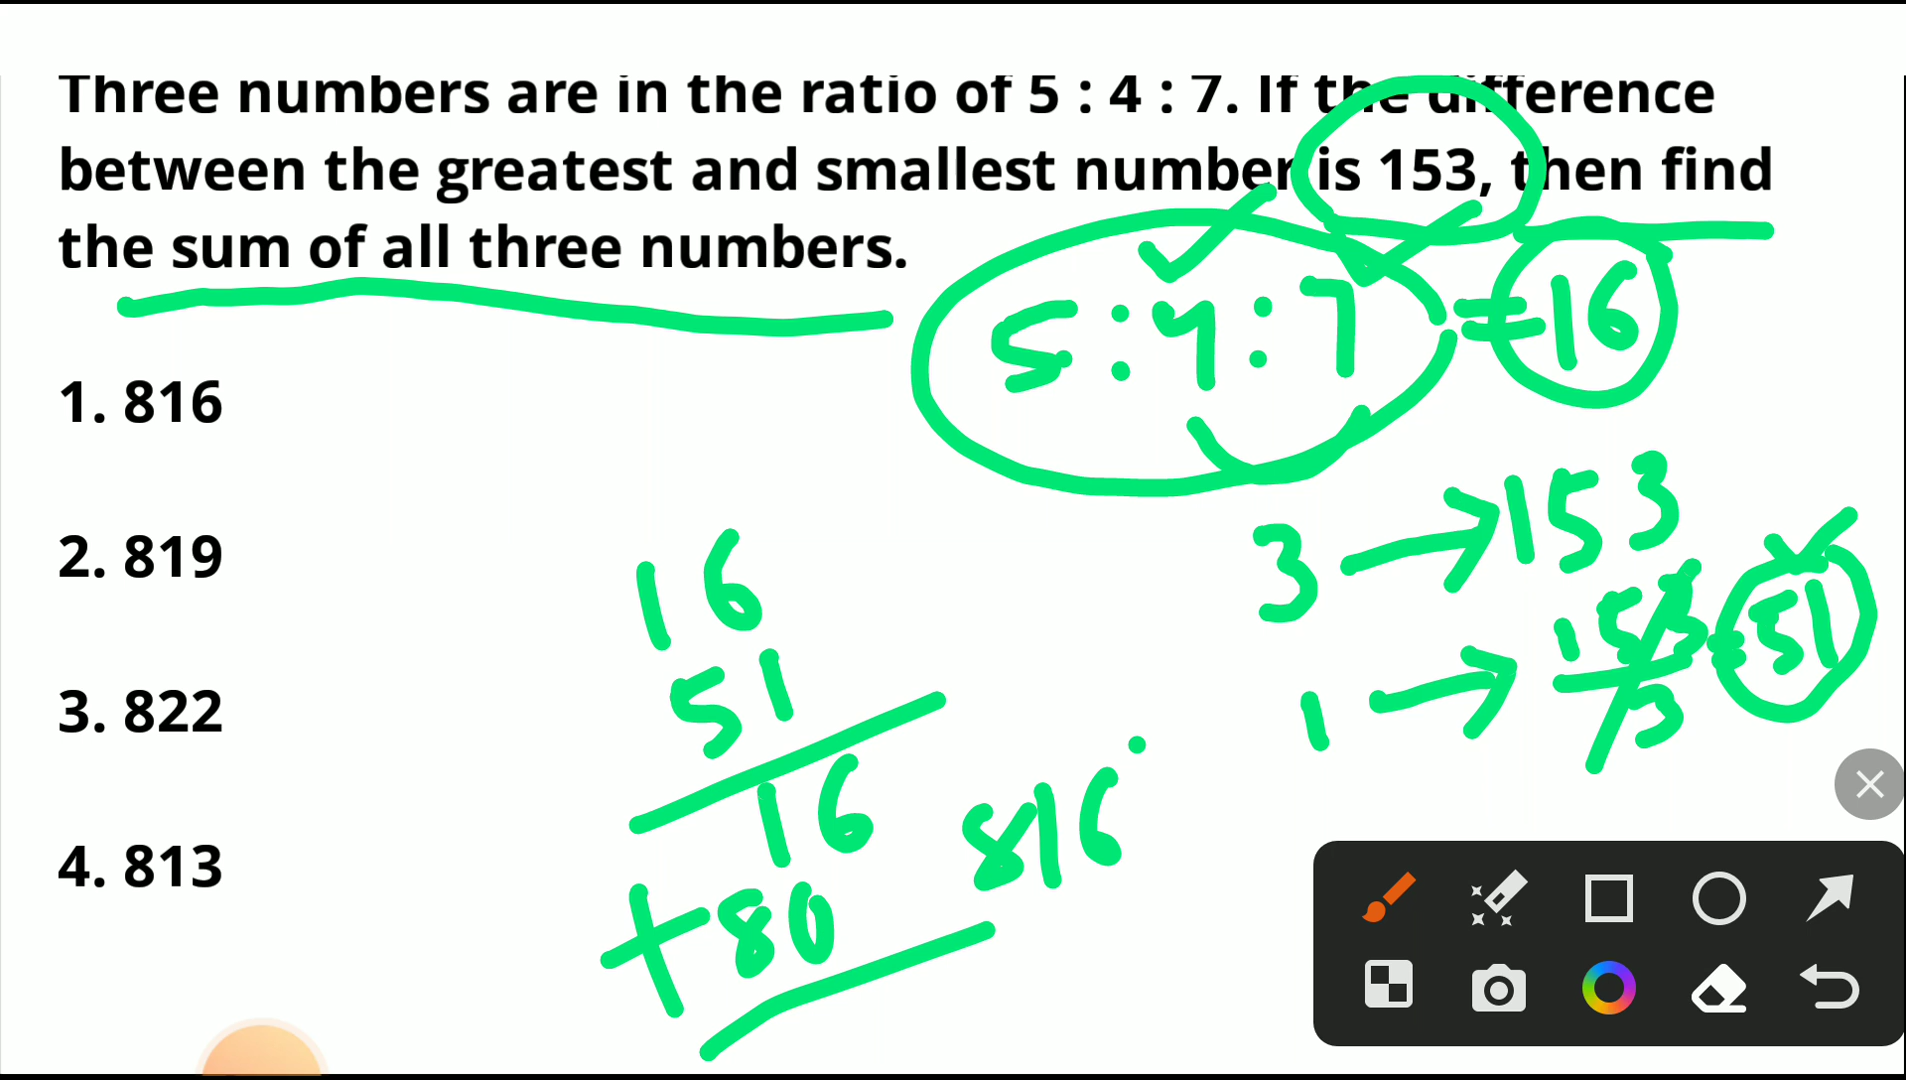 Three numbers are in the ratio of 5 : 4 : 7. If the difference
between the greatest and smallest number is 153, then find
the sum of all three numbers.
5 : 4 : 7 = 16
1. 816
3 → 153
2. 819
1 → 153/3 = 51
16
51
3. 822
16
816
+80
4. 813